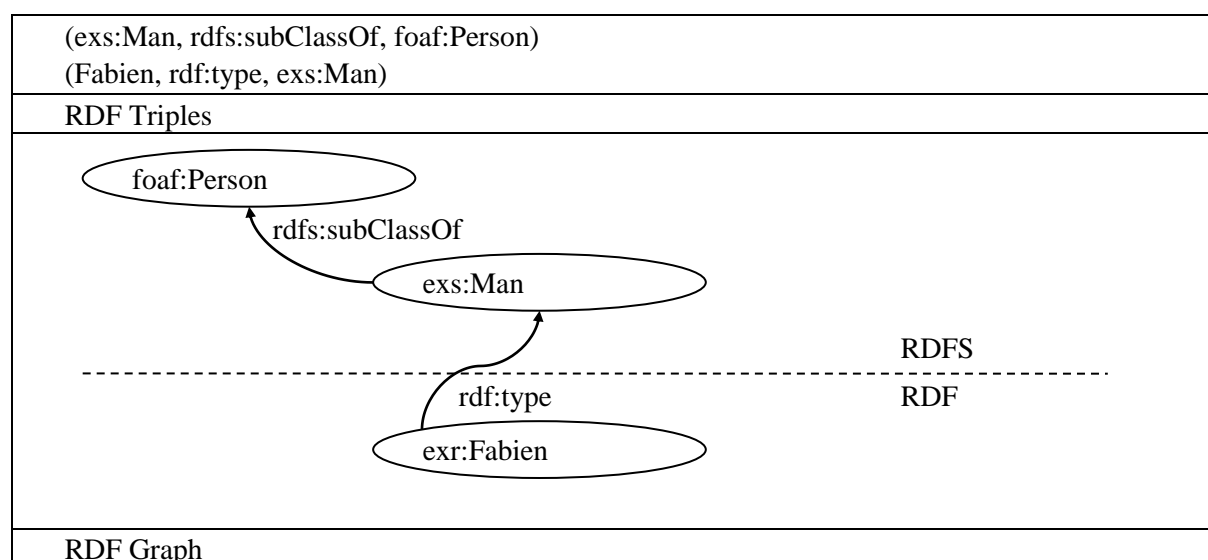 (exs:Man, rdfs:subClassOf, foaf:Person)
(Fabien, rdf:type, exs:Man)
RDF Triples
foaf:Person
rdfs:subClassOf
exs:Man
RDFS
rdf:type
RDF
exr:Fabien
RDF Graph